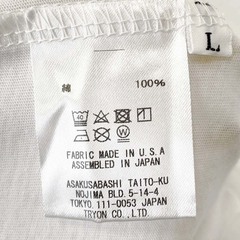 L
綿 100%
40
W
FABRIC MADE IN U.S.A
ASSEMBLED IN JAPAN
ASAKUSABASHI TAITO-KU
NOJIMA BLD. 5-14-4
TOKYO. 111-0053 JAPAN
TRYON CO.,LTD.